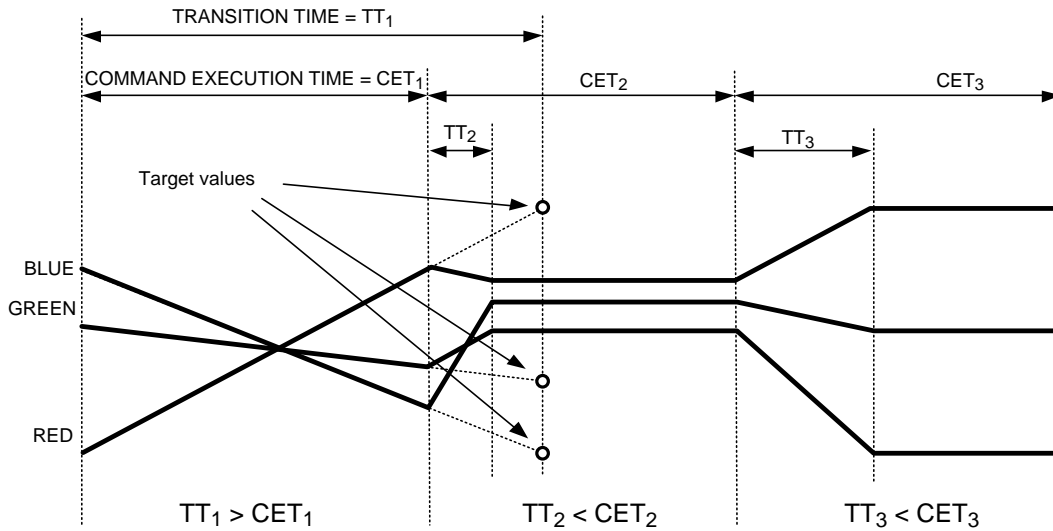 TRANSITION TIME = TT1
COMMAND EXECUTION TIME = CET1
CET2
CET3
TT2
TT3
Target values
BLUE
GREEN
RED
TT1 > CET1
TT2 < CET2
TT3 < CET3